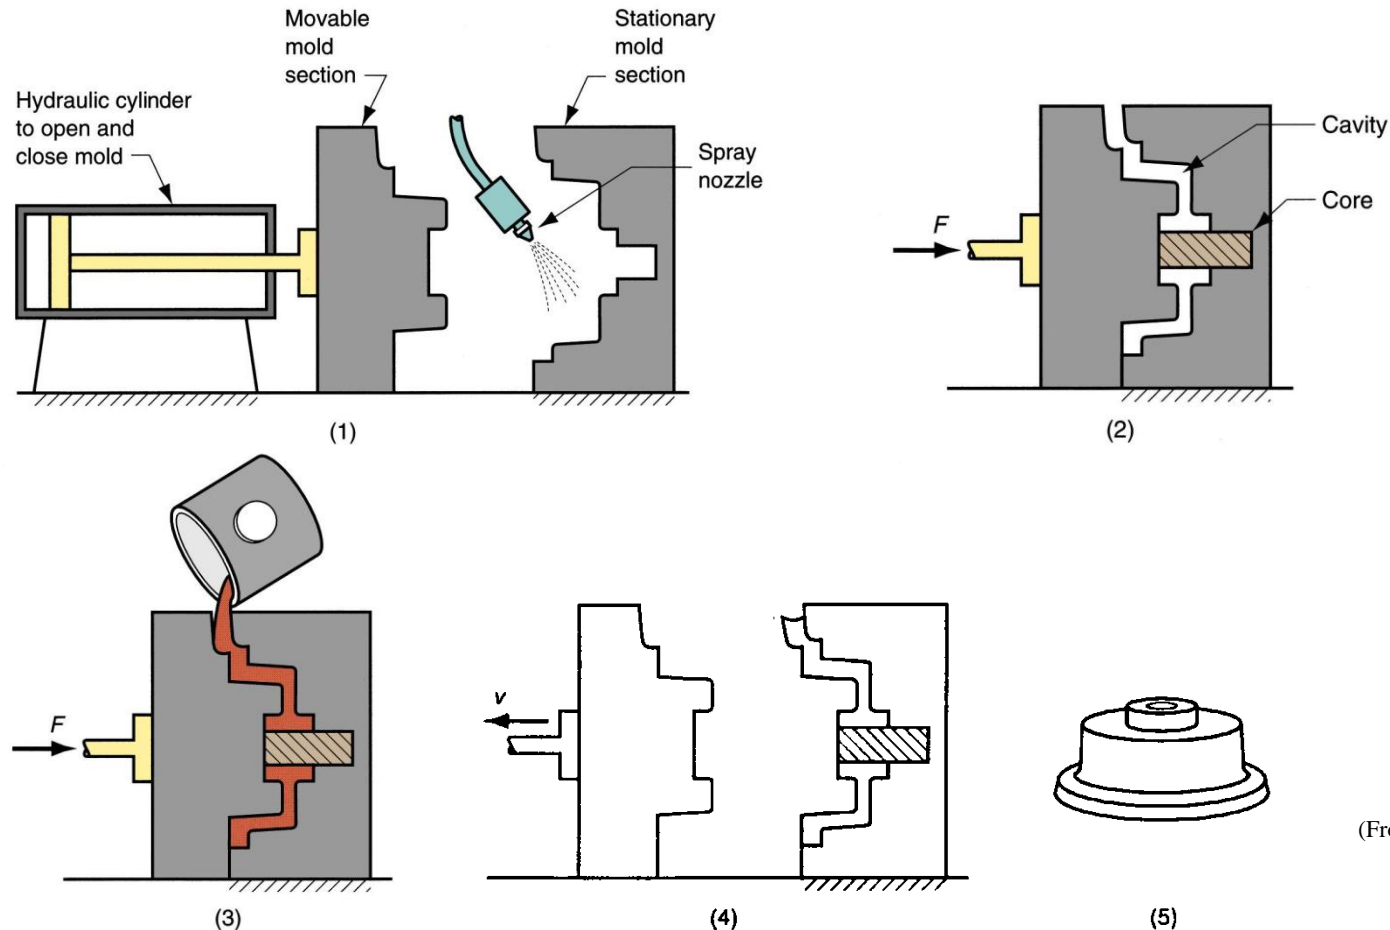 Movable
mold
section
Stationary
mold
section
Hydraulic cylinder
to open and
close mold
Spray
nozzle
(1)
Cavity
Core
F
(2)
F
(3)
v
(4)
(5)
(Fr